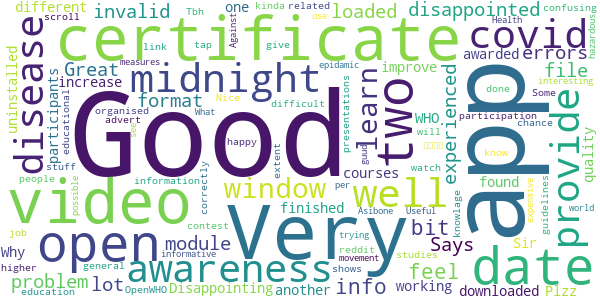 Good
very
app
certificate
video
date
two
open
midnight
awareness
well
disease
provide
covid
window
learn
info
module
bit
feel
Says
lot
problem
format
Great
invalid
loaded
disappointed
errors
file
experienced
quality
different
increase
participants
uninstalled
educational
stuff
scroll
Tbh
kinda
related
Against
Health
confusing
hazardous
link
tap
give
one
use
Some
awarded
improve
measures
epidemic
organised
advert
Nice
difficult
What
presentations
WHO.
will
done
interesting
participation
chance
see
happy
extent
guud
courses
watch
found
know
guidelines
people
possible
information
correctly
finished
per
Asibone
Useful
knowlage
expensive
world
Why
job
higher
general
contest
Disappointing
another
trying
reddit
movement
working
studies
downloaded
Sir
Plzz
education
OpenWHO
informative
shows